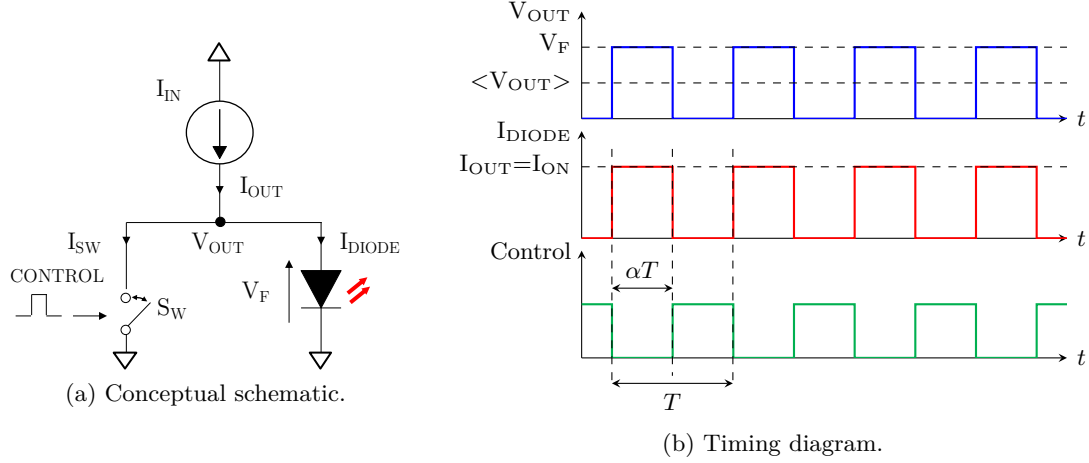 I_IN
I_OUT
I_SW
V_OUT
I_DIODE
CONTROL
S_W
V_F
(a) Conceptual schematic.
V_OUT
V_F
<V_OUT>
t
I_DIODE
I_OUT=I_ON
t
Control
αT
t
T
(b) Timing diagram.